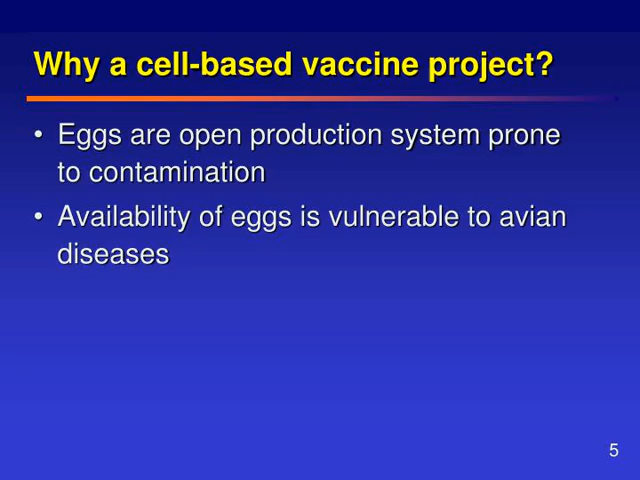 Why a cell-based vaccine project?
• Eggs are open production system prone
to contamination
• Availability of eggs is vulnerable to avian
diseases
5